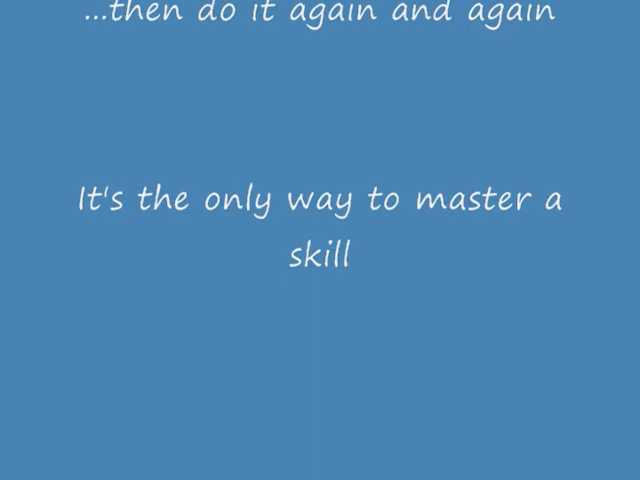 ...then do it again and again
It's the only way to master a
skill